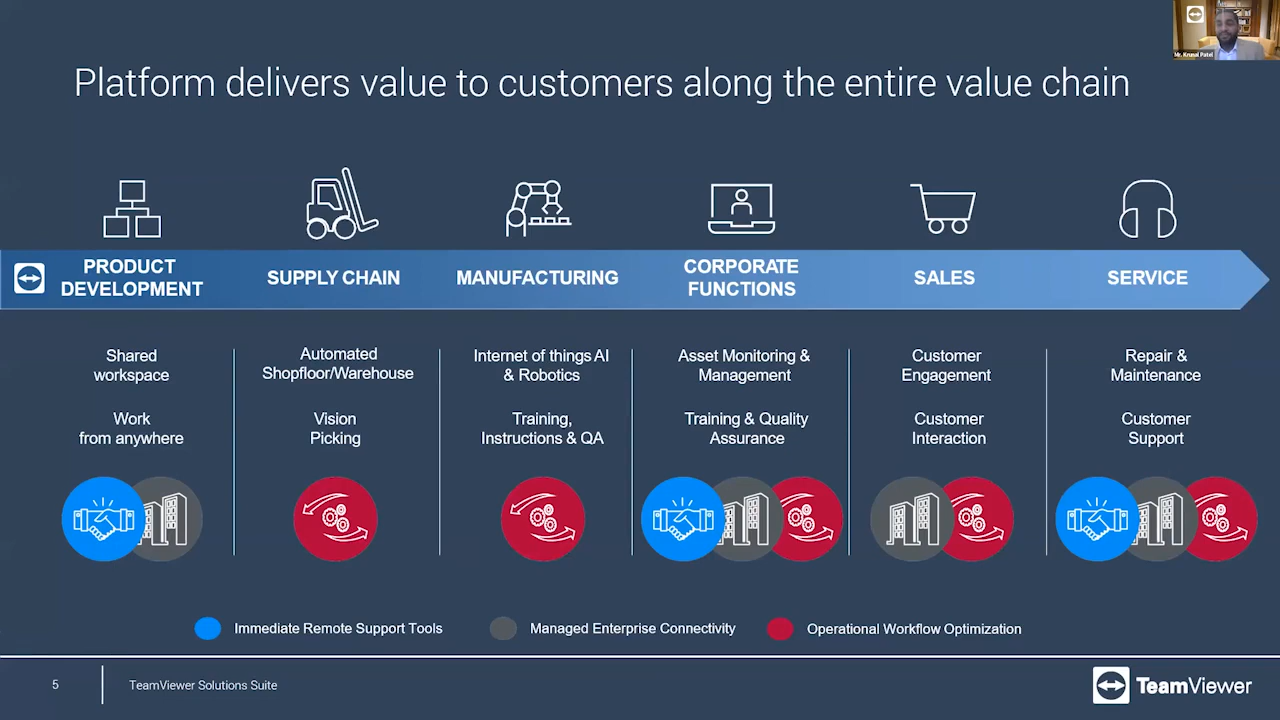 Mr. Krunal Patel
Platform delivers value to customers along the entire value chain
PRODUCT
DEVELOPMENT
SUPPLY CHAIN
MANUFACTURING
CORPORATE
FUNCTIONS
SALES
SERVICE
Shared
workspace
Work
from anywhere
Automated
Shopfloor/Warehouse
Vision
Picking
Internet of things AI
& Robotics
Training,
Instructions & QA
Asset Monitoring &
Management
Training & Quality
Assurance
Customer
Engagement
Customer
Interaction
Repair &
Maintenance
Customer
Support
Immediate Remote Support Tools
Managed Enterprise Connectivity
Operational Workflow Optimization
5
TeamViewer Solutions Suite
TeamViewer